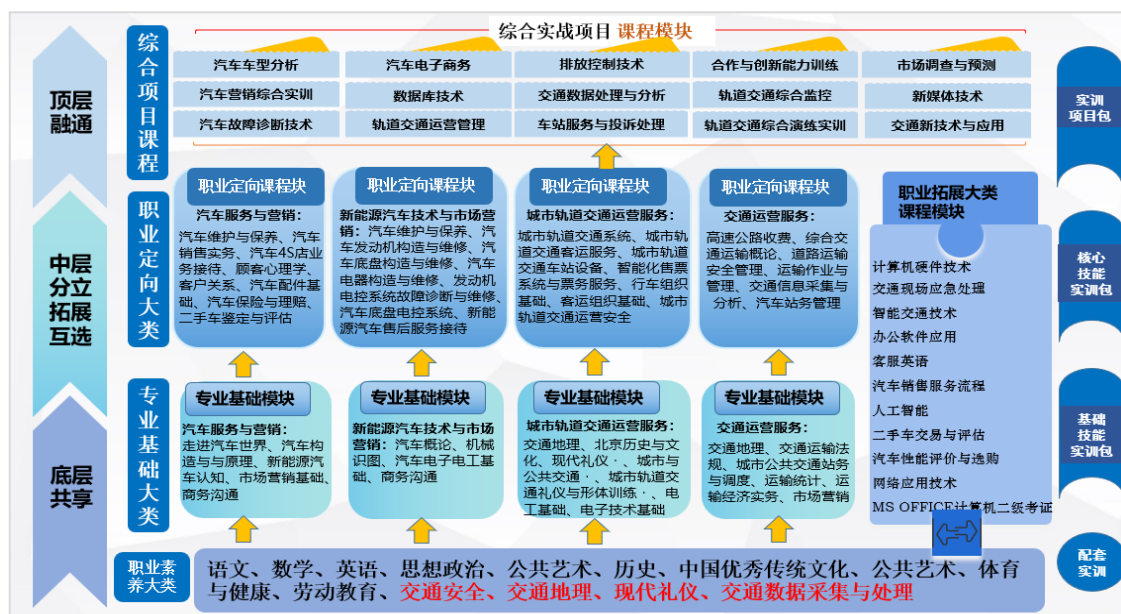 综合实战项目 课程模块
顶层
融通
综合项目课程
汽车车型分析
汽车电子商务
排放控制技术
合作与创新能力训练
市场调查与预测
汽车营销综合实训
数据库技术
交通数据处理与分析
轨道交通综合监控
新媒体技术
汽车故障诊断技术
轨道交通运营管理
车站服务与投诉处理
轨道交通综合演练实训
交通新技术与应用
实训
项目包
中层
分立
拓展
互选
职业定向大类
职业定向课程块
汽车服务与营销：
汽车维护与保养、汽车
销售实务、汽车4S店业
务接待、顾客心理学、
客户关系、汽车配件基
础、汽车保险与理赔、
二手车鉴定与评估
职业定向课程块
新能源汽车技术与市场营
销：汽车维护与保养、汽
车发动机构造与维修、汽
车底盘构造与维修、汽车
电器构造与维修、发动机
电控系统故障诊断与维修、
汽车底盘电控系统、新能
源汽车售后服务接待
职业定向课程块
城市轨道交通运营服务：
城市轨道交通系统、城市轨
道交通客运服务、城市轨道
交通车站设备、智能化售票
系统与票务服务、行车组织
基础、客运组织基础、城市
轨道交通运营安全
职业定向课程块
交通运营服务：
高速公路收费、综合交
通运输概论、道路运输
安全管理、运输作业与
管理、交通信息采集与
分析、汽车站务管理
职业拓展大类
课程模块
计算机硬件技术
交通现场应急处理
智能交通技术
办公软件应用
客服英语
汽车销售服务流程
人工智能
二手车交易与评估
汽车性能评价与选购
网络应用技术
MS OFFICE计算机二级考证
核心
技能
实训包
底层
共享
专业基础大类
专业基础模块
汽车服务与营销：
走进汽车世界、汽车构
造与与原理、新能源汽
车认知、市场营销基础、
商务沟通
专业基础模块
新能源汽车技术与市场
营销：汽车概论、机械
识图、汽车电子电工基
础、商务沟通
专业基础模块
城市轨道交通运营服务：
交通地理、北京历史与文
化、现代礼仪·、城市与
公共交通·、城市轨道交
通礼仪与形体训练·、电
工基础、电子技术基础
专业基础模块
交通运营服务：
交通地理、交通运输法
规、城市公共交通站务
与调度、运输统计、运
输经济实务、市场营销
基础
技能
实训包
职业素
养大类
语文、数学、英语、思想政治、公共艺术、历史、中国优秀传统文化、公共艺术、体育
与健康、劳动教育、交通安全、交通地理、现代礼仪、交通数据采集与处理
配套
实训